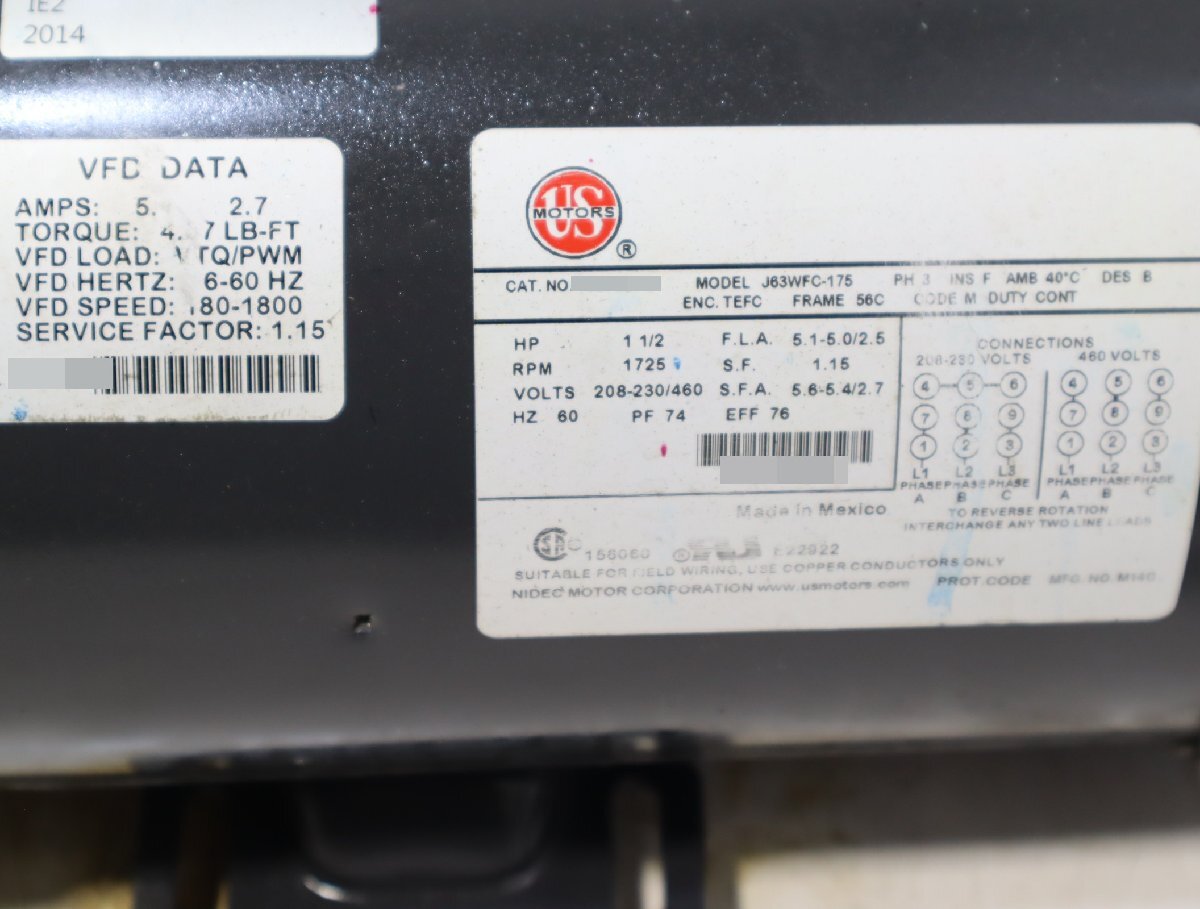 IE2
2014
VFD DATA
AMPS: 5. 2.7
TORQUE: 4. 7 LB-FT
VFD LOAD: TQ/PWM
VFD HERTZ: 6-60 HZ
VFD SPEED: 180-1800
SERVICE FACTOR: 1.15
US
MOTORS
®
CAT. NO. MODEL J63WFC-175 PH 3 INS F AMB 40°C DES B
ENC. TEFC FRAME 56C CODE M DUTY CONT
HP 1 1/2 F.L.A. 5.1-5.0/2.5
RPM 1725 S.F. 1.15
VOLTS 208-230/460 S.F.A. 5.6-5.4/2.7
HZ 60 PF 74 EFF 76
CONNECTIONS
208-230 VOLTS 460 VOLTS
4 5 6 4 5 6
7 8 9 7 8 9
1 2 3 1 2 3
L1 L2 L3 L1 L2 L3
PHASE PHASE PHASE PHASE PHASE PHASE
A B C A B C
TO REVERSE ROTATION
INTERCHANGE ANY TWO LINE LEADS
Made in Mexico
156060 ® E22922
SUITABLE FOR FIELD WIRING, USE COPPER CONDUCTORS ONLY
NIDEC MOTOR CORPORATION www.usmotors.com PROT. CODE MFG. NO.